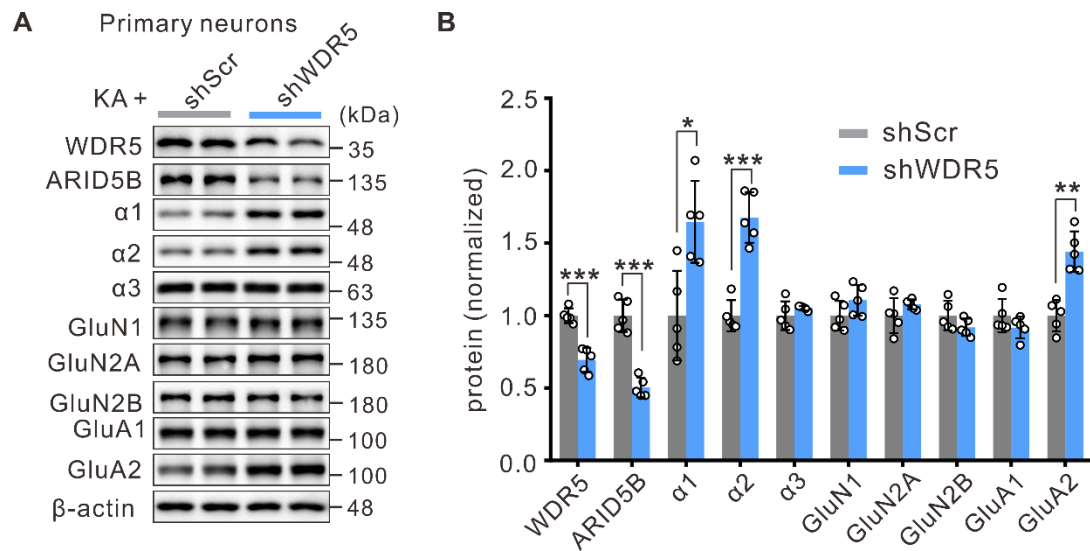 A
Primary neurons
KA +
shScr
shWDR5
(kDa)
WDR5
35
ARID5B
135
α1
48
α2
48
α3
63
GluN1
135
GluN2A
180
GluN2B
180
GluA1
100
GluA2
100
β-actin
48
B
protein (normalized)
2.5
2.0
1.5
1.0
0.5
0.0
shScr
shWDR5
***
***
*
***
**
WDR5
ARID5B
α1
α2
α3
GluN1
GluN2A
GluN2B
GluA1
GluA2